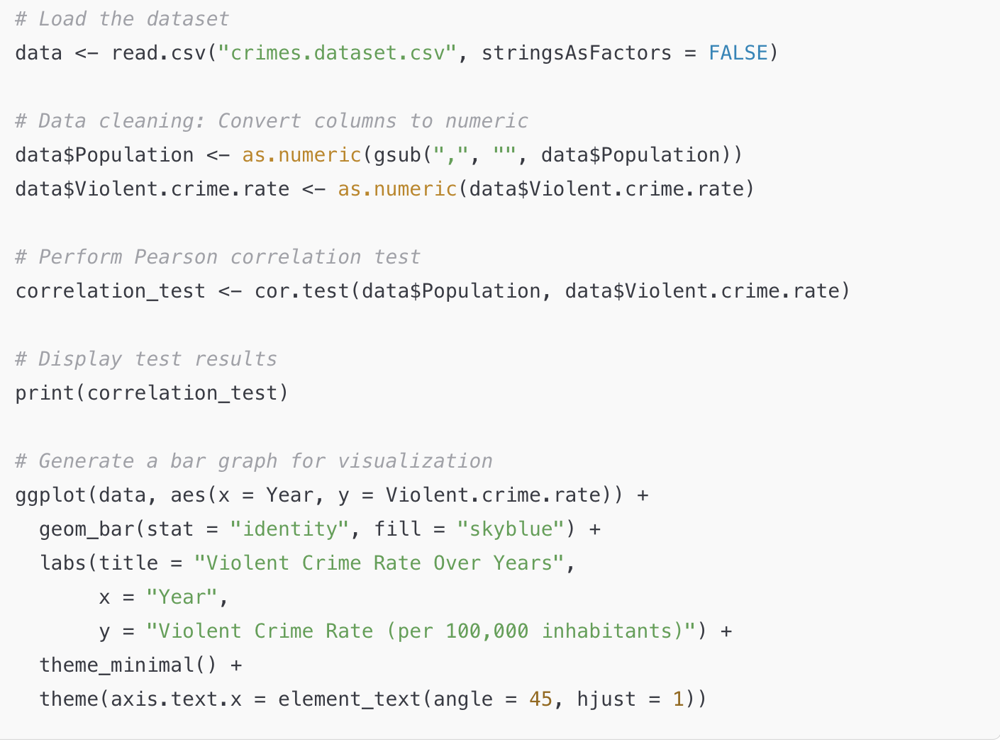 # Load the dataset
data <- read.csv("crimes.dataset.csv", stringsAsFactors = FALSE)
# Data cleaning: Convert columns to numeric
data$Population <- as.numeric(gsub(",", "", data$Population))
data$Violent.crime.rate <- as.numeric(data$Violent.crime.rate)
# Perform Pearson correlation test
correlation_test <- cor.test(data$Population, data$Violent.crime.rate)
# Display test results
print(correlation_test)
# Generate a bar graph for visualization
ggplot(data, aes(x = Year, y = Violent.crime.rate)) +
  geom_bar(stat = "identity", fill = "skyblue") +
  labs(title = "Violent Crime Rate Over Years",
       x = "Year",
       y = "Violent Crime Rate (per 100,000 inhabitants)") +
  theme_minimal() +
  theme(axis.text.x = element_text(angle = 45, hjust = 1))